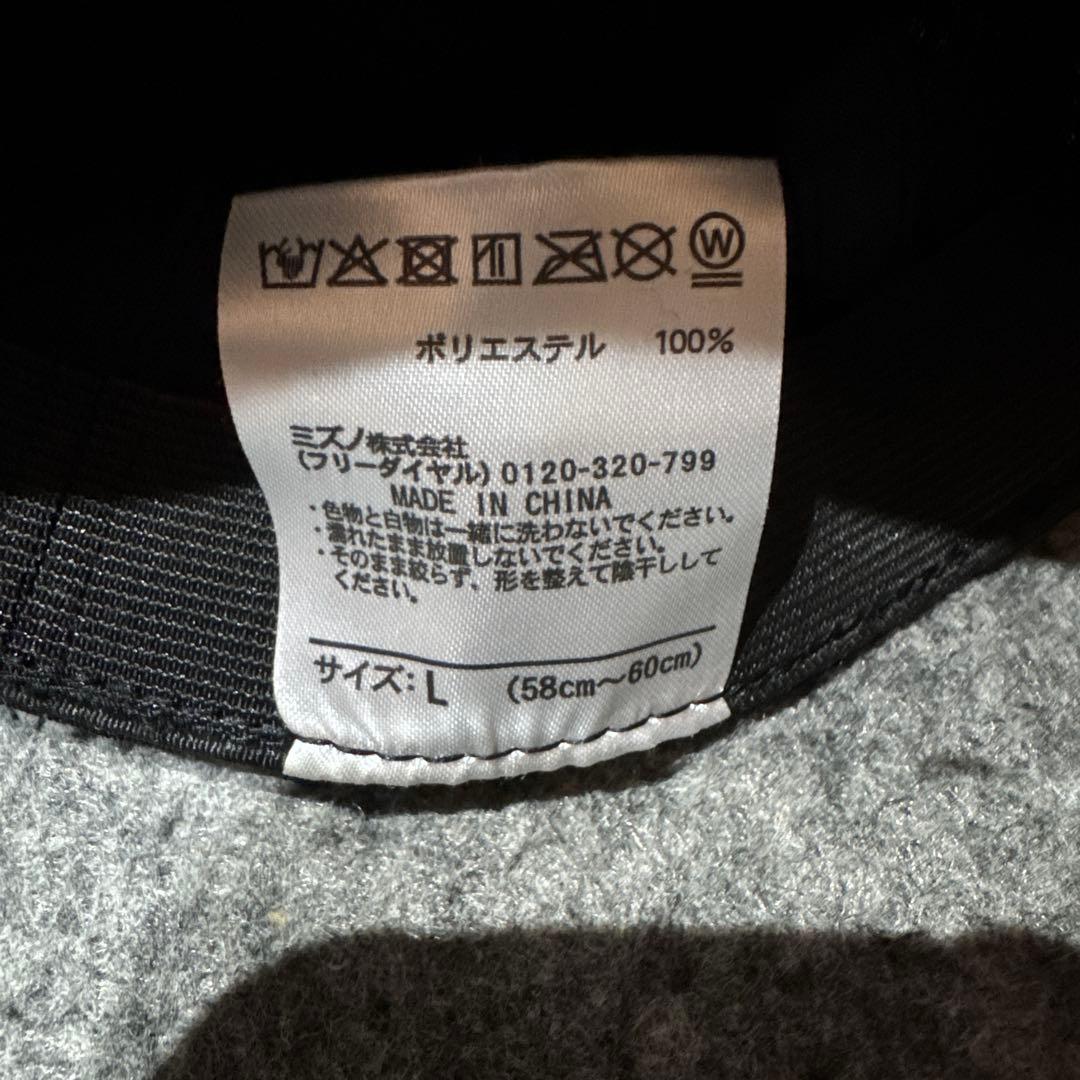 W
ポリエステル 100%
ミズノ株式会社
(フリーダイヤル) 0120-320-799
MADE IN CHINA
・色物と白物は一緒に洗わないでください。
・濡れたまま放置しないでください。
・そのまま絞らず、形を整えて陰干しして
ください。
サイズ: L (58cm～60cm)